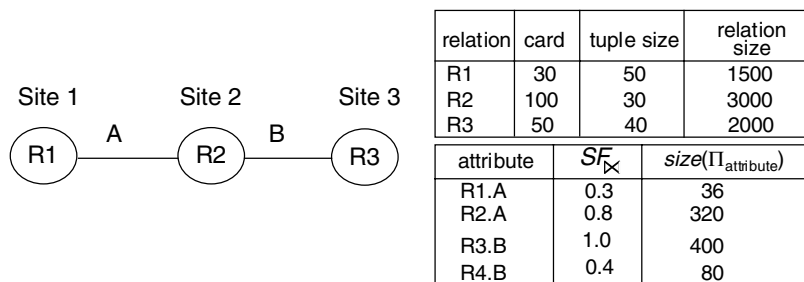 Site 1 Site 2 Site 3
A B
R1 R2 R3
relation card tuple size relation size
R1 30 50 1500
R2 100 30 3000
R3 50 40 2000
attribute SF⋉ size(Πattribute)
R1.A 0.3 36
R2.A 0.8 320
R3.B 1.0 400
R4.B 0.4 80